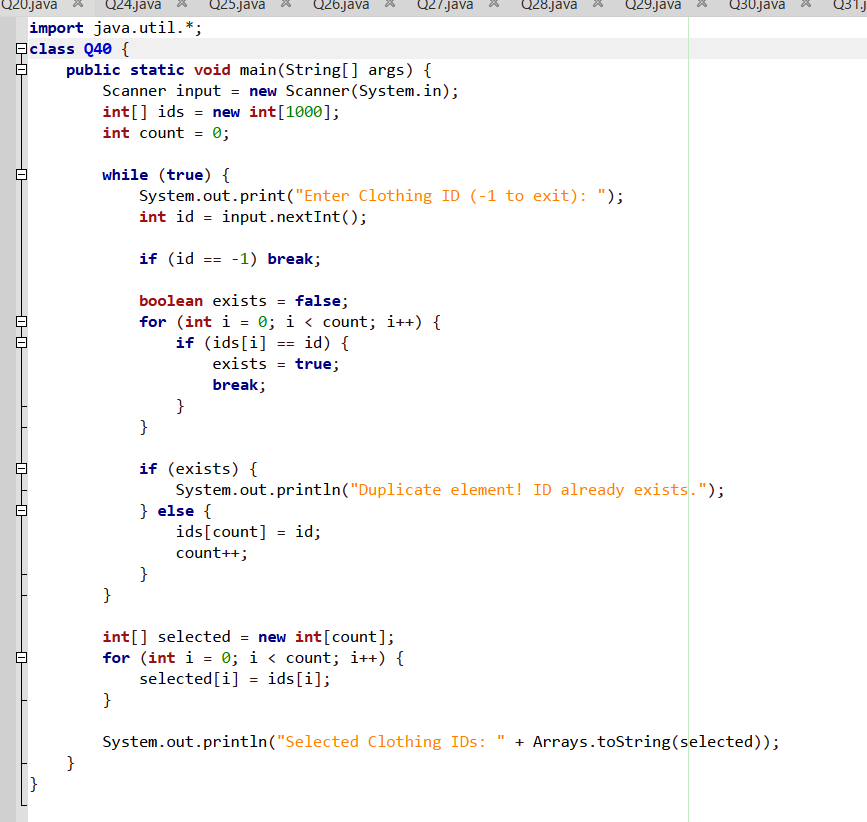 Q20.java Q24.java Q25.java Q26.java Q27.java Q28.java Q29.java Q30.java Q31.j
import java.util.*;
class Q40 {
    public static void main(String[] args) {
        Scanner input = new Scanner(System.in);
        int[] ids = new int[1000];
        int count = 0;

        while (true) {
            System.out.print("Enter Clothing ID (-1 to exit): ");
            int id = input.nextInt();

            if (id == -1) break;

            boolean exists = false;
            for (int i = 0; i < count; i++) {
                if (ids[i] == id) {
                    exists = true;
                    break;
                }
            }

            if (exists) {
                System.out.println("Duplicate element! ID already exists.");
            } else {
                ids[count] = id;
                count++;
            }
        }

        int[] selected = new int[count];
        for (int i = 0; i < count; i++) {
            selected[i] = ids[i];
        }

        System.out.println("Selected Clothing IDs: " + Arrays.toString(selected));
    }
}